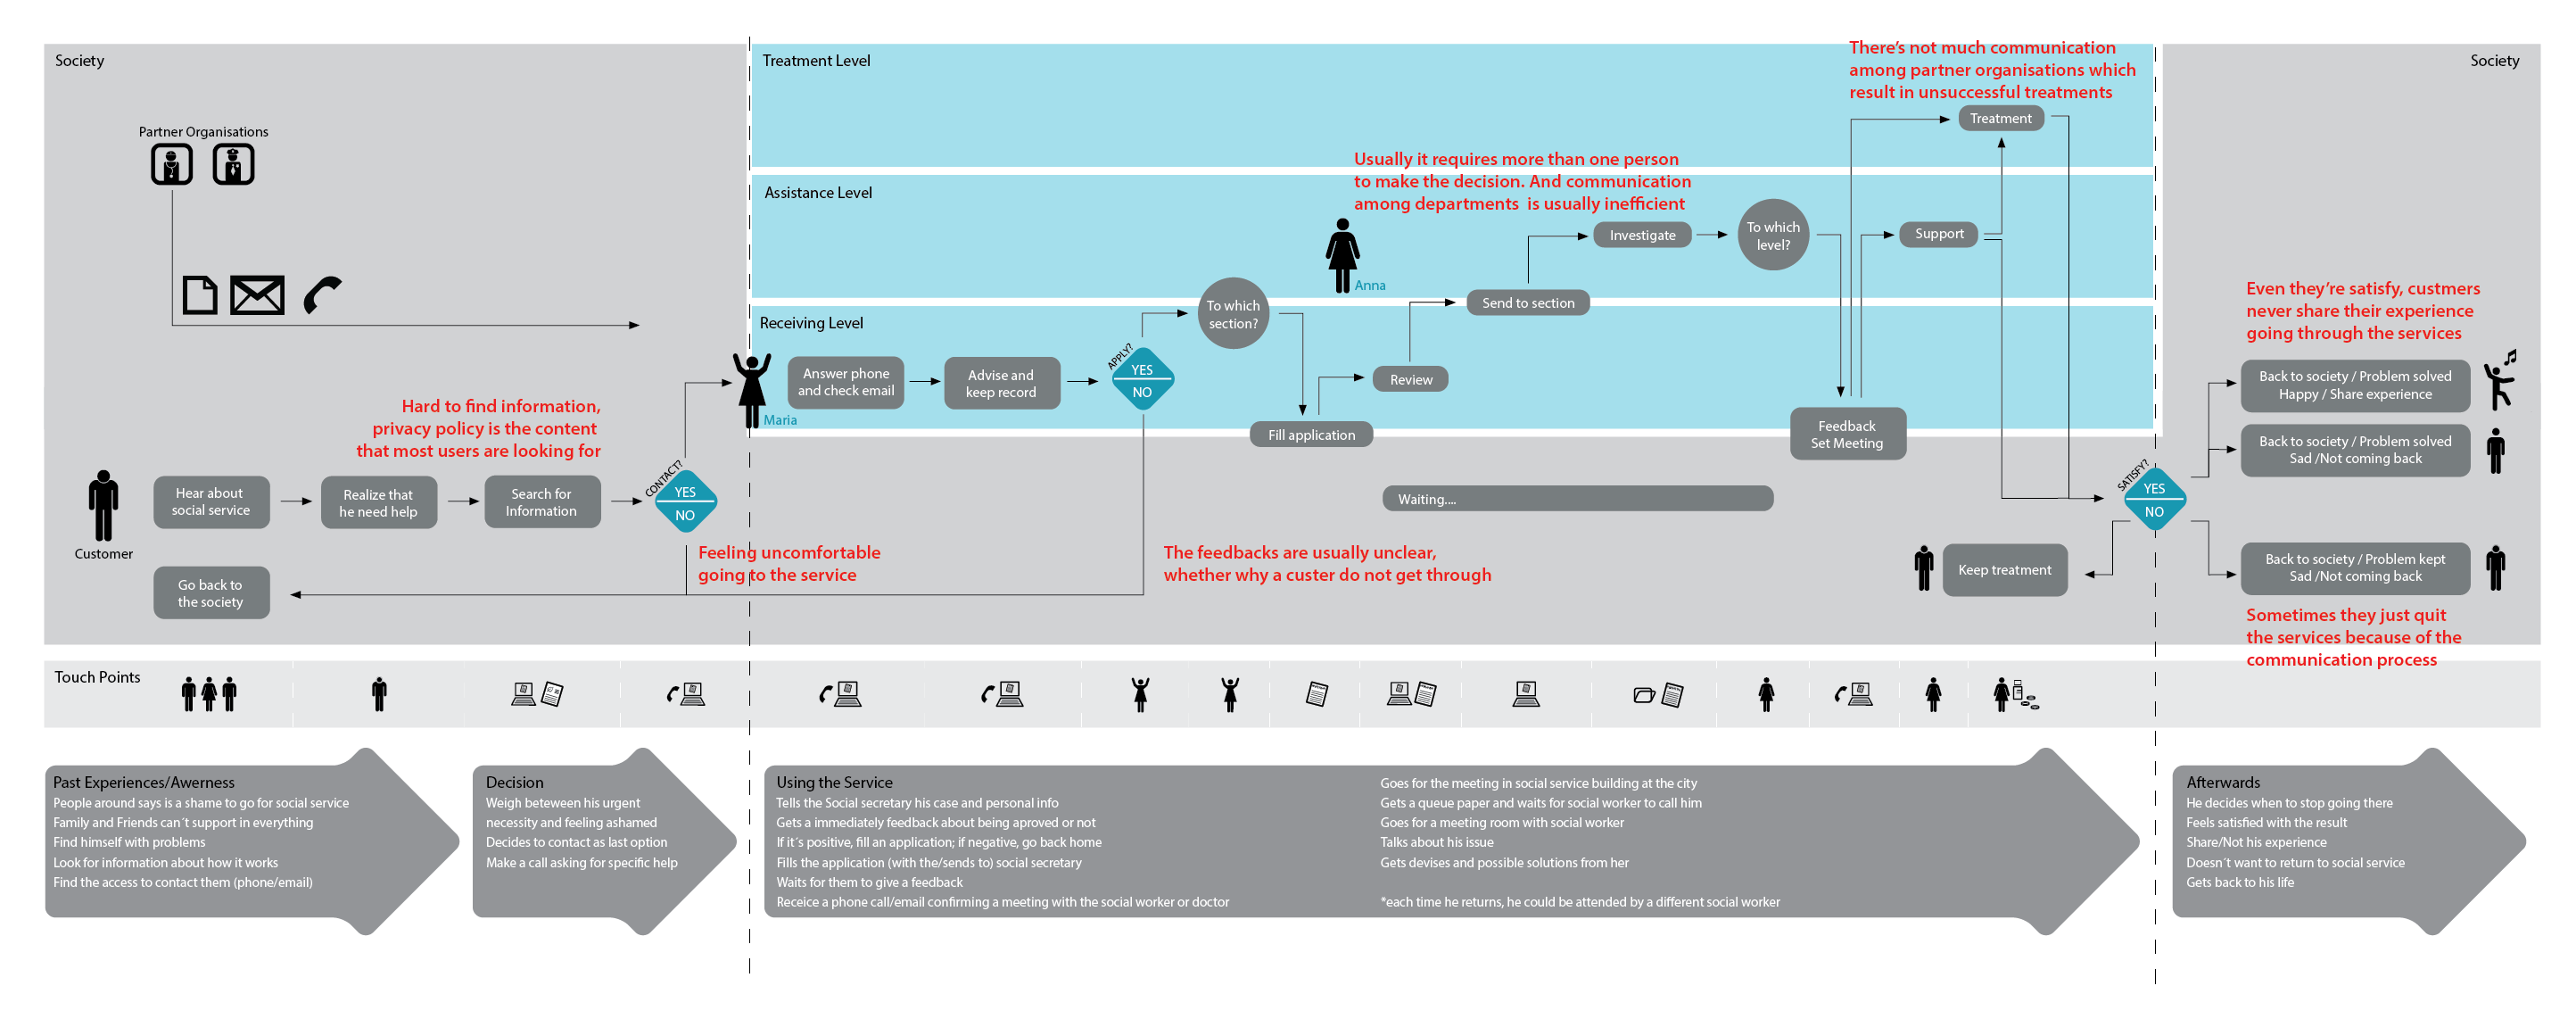 Society
Treatment Level
There's not much communication
among partner organisations which
result in unsuccessful treatments
Society
Partner Organisations
Treatment
Usually it requires more than one person
to make the decision. And communication
among departments  is usually inefficient
Assistance Level
To which
level?
Investigate
Support
Anna
Send to section
To which
section?
Receiving Level
Even they're satisfy, custmers
never share their experience
going through the services
Answer phone
and check email
Advise and
keep record
APPLY?
YES
NO
Review
Maria
Fill application
Feedback
Set Meeting
Back to society / Problem solved
Happy / Share experience
Back to society / Problem solved
Sad /Not coming back
Hard to find information,
privacy policy is the content
that most users are looking for
Customer
Hear about
social service
Realize that
he need help
Search for
Information
CONTACT?
YES
NO
Waiting....
SATISFY?
YES
NO
Feeling uncomfortable
going to the service
The feedbacks are usually unclear,
whether why a custer do not get through
Keep treatment
Back to society / Problem kept
Sad /Not coming back
Go back to
the society
Sometimes they just quit
the services because of the
communication process
Touch Points
Past Experiences/Awerness
People around says is a shame to go for social service
Family and Friends can´t support in everything
Find himself with problems
Look for information about how it works
Find the access to contact them (phone/email)
Decision
Weigh beteween his urgent
necessity and feeling ashamed
Decides to contact as last option
Make a call asking for specific help
Using the Service
Tells the Social secretary his case and personal info
Gets a immediately feedback about being aproved or not
If it´s positive, fill an application; if negative, go back home
Fills the application (with the/sends to) social secretary
Waits for them to give a feedback
Receice a phone call/email confirming a meeting with the social worker or doctor
Goes for the meeting in social service building at the city
Gets a queue paper and waits for social worker to call him
Goes for a meeting room with social worker
Talks about his issue
Gets devises and possible solutions from her
*each time he returns, he could be attended by a different social worker
Afterwards
He decides when to stop going there
Feels satisfied with the result
Share/Not his experience
Doesn´t want to return to social service
Gets back to his life